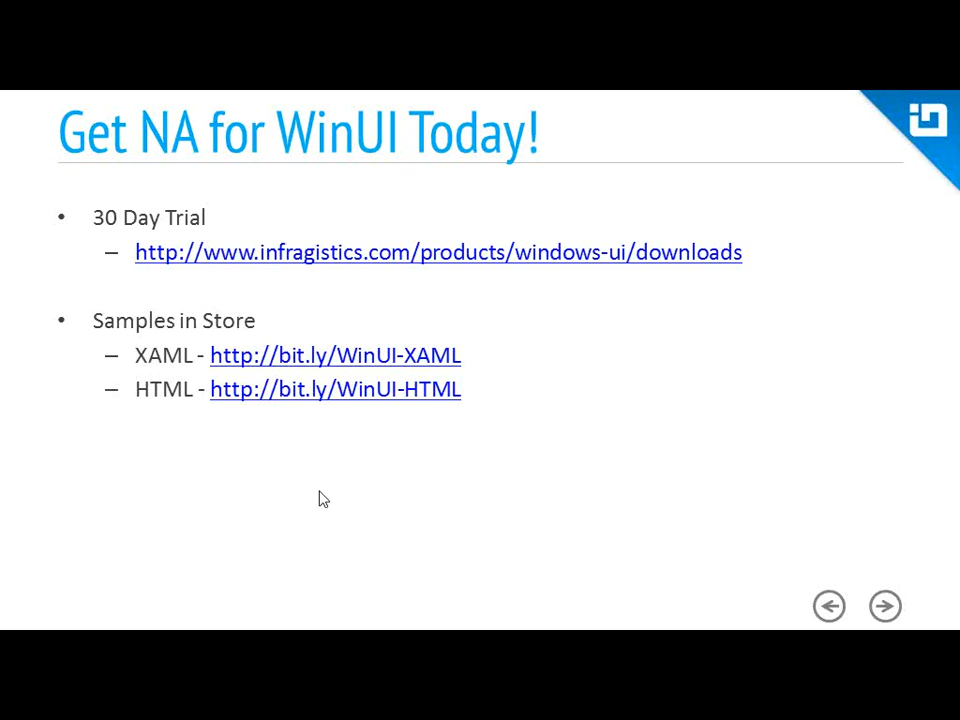 Get NA for WinUI Today!
• 30 Day Trial
– http://www.infragistics.com/products/windows-ui/downloads
• Samples in Store
– XAML - http://bit.ly/WinUI-XAML
– HTML - http://bit.ly/WinUI-HTML